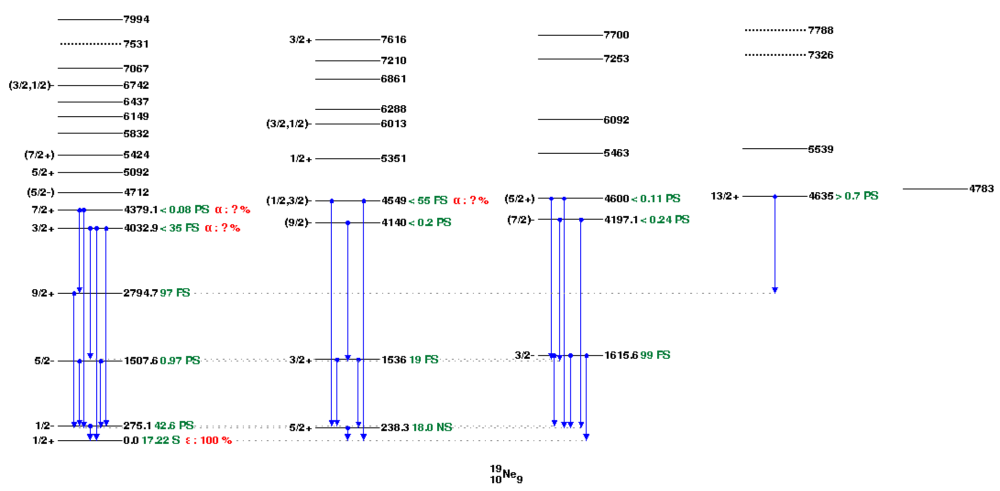 7994
7788
7700
3/2+ 7616
7531
7326
7253
7210
7067
6861
(3/2,1/2)- 6742
6437
6288
6149
(3/2,1/2)- 6013
6092
5832
5539
(7/2+) 5424
5463
1/2+ 5351
5/2+ 5092
4783
(5/2-) 4712
13/2+ 4635 > 0.7 PS
(5/2+) 4600 < 0.11 PS
(1/2,3/2)- 4549 < 55 FS α : ? %
7/2+ 4379.1 < 0.08 PS α : ? %
(7/2)- 4197.1 < 0.24 PS
(9/2)- 4140 < 0.2 PS
3/2+ 4032.9 < 35 FS α : ? %
9/2+ 2794.7 97 FS
3/2- 1615.6 99 FS
3/2+ 1536 19 FS
5/2- 1507.6 0.97 PS
1/2- 275.1 42.6 PS
5/2+ 238.3 18.0 NS
1/2+ 0.0 17.22 S ε : 100 %
19
10 Ne 9